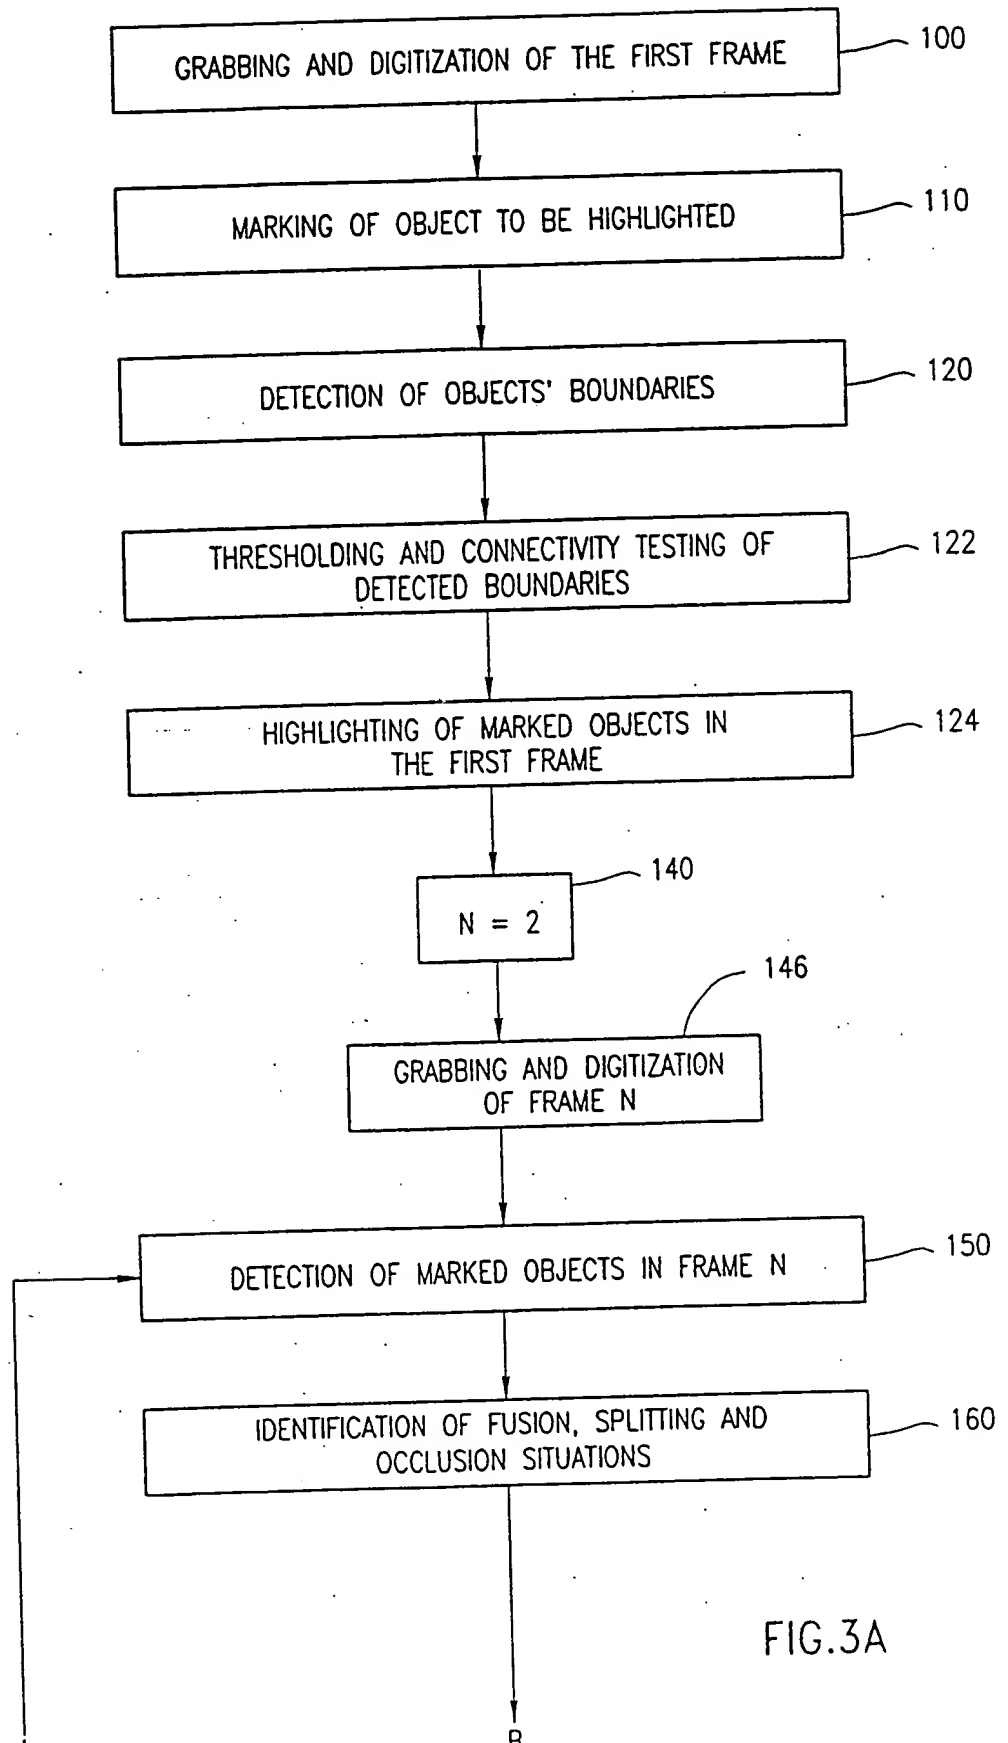 GRABBING AND DIGITIZATION OF THE FIRST FRAME
100
MARKING OF OBJECT TO BE HIGHLIGHTED
110
DETECTION OF OBJECTS' BOUNDARIES
120
THRESHOLDING AND CONNECTIVITY TESTING OF
DETECTED BOUNDARIES
122
HIGHLIGHTING OF MARKED OBJECTS IN
THE FIRST FRAME
124
N = 2
140
GRABBING AND DIGITIZATION
OF FRAME N
146
DETECTION OF MARKED OBJECTS IN FRAME N
150
IDENTIFICATION OF FUSION, SPLITTING AND
OCCLUSION SITUATIONS
160
FIG.3A